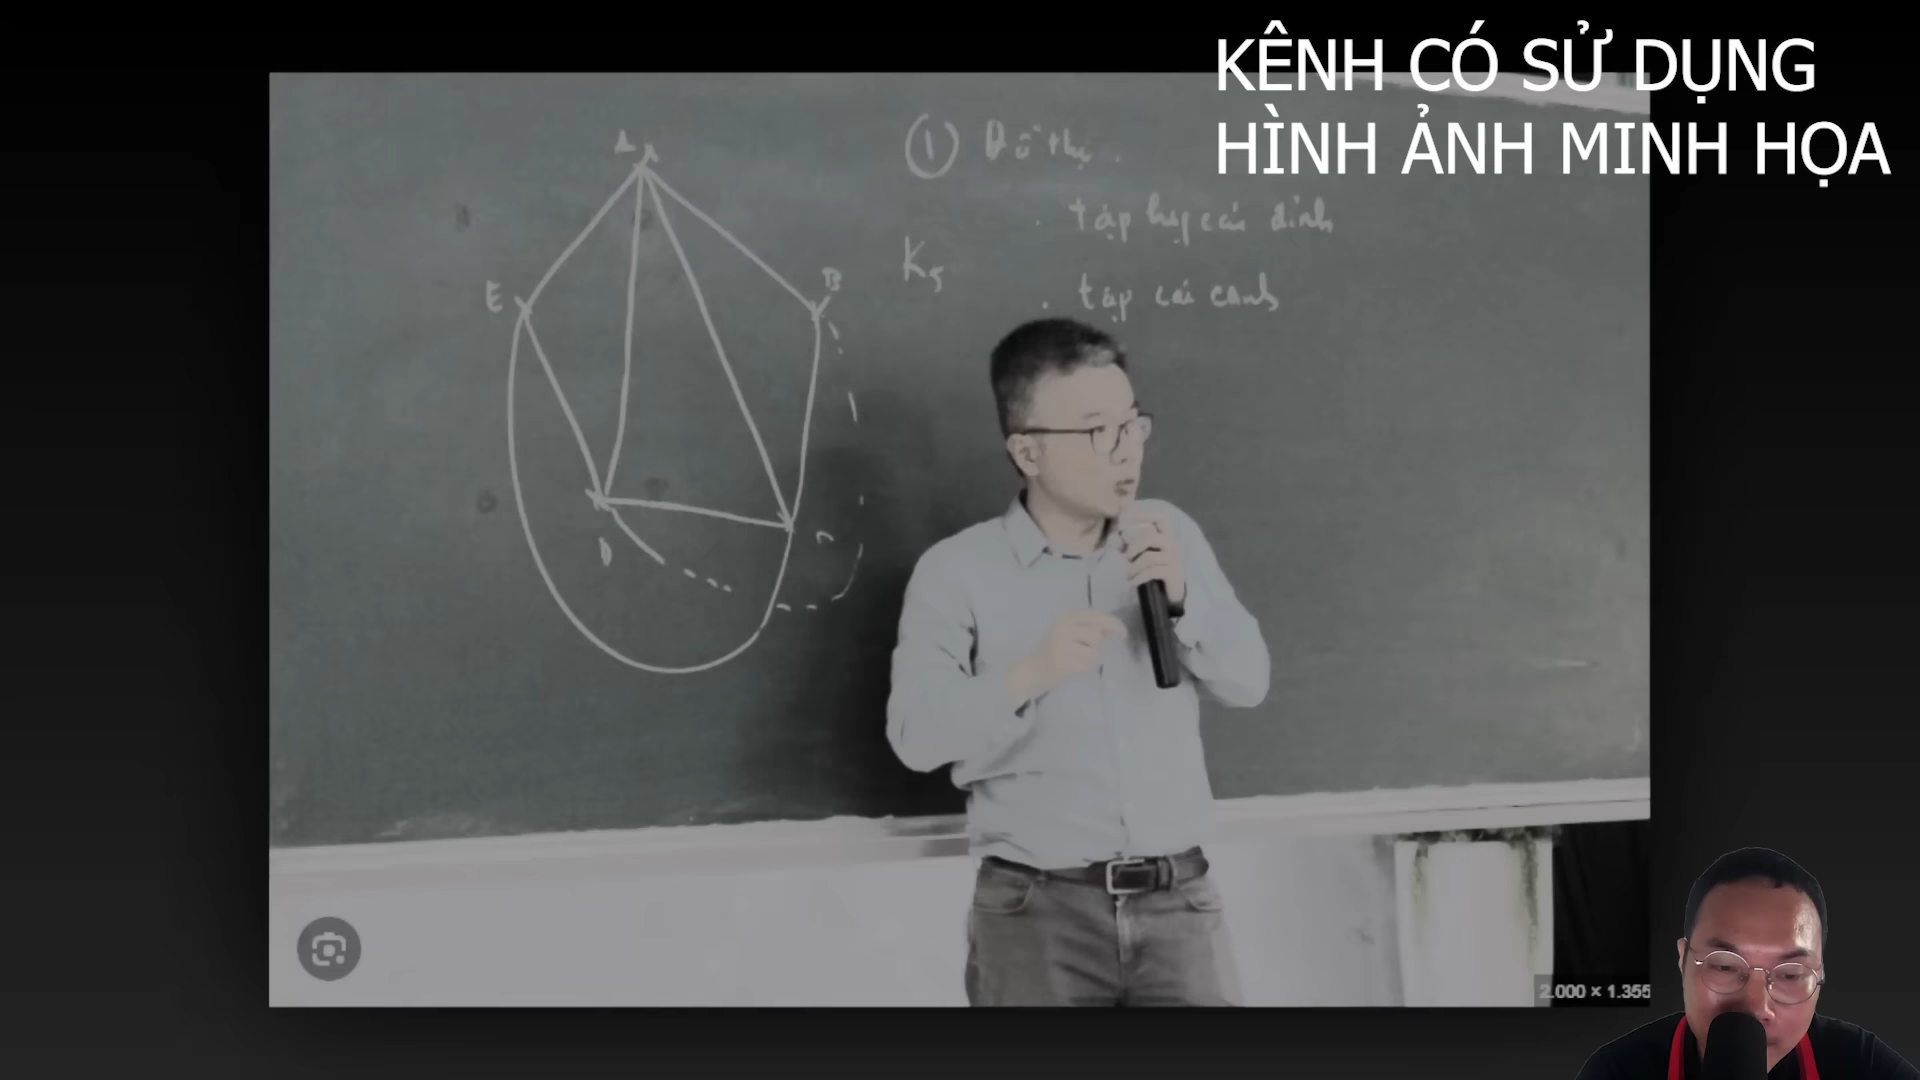 KÊNH CÓ SỬ DỤNG
HÌNH ẢNH MINH HỌA
① Đồ thị.
. tập hợp các đỉnh
K₅
. tập các cạnh
A
E
B
D
2.000 × 1.355